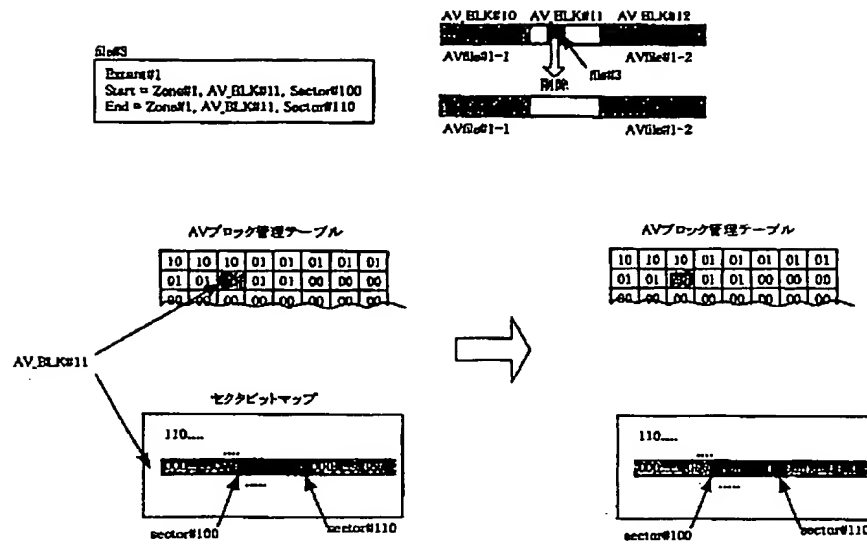 AV_BLK#10 AV_BLK#11 AV_BLK#12
AVfile#1-1 AVfile#1-2
file#3
削除
AVfile#1-1 AVfile#1-2
file#3
Extent#1
Start = Zone#1, AV_BLK#11, Sector#100
End = Zone#1, AV_BLK#11, Sector#110
AVブロック管理テーブル
10 10 10 01 01 01 01 01
01 01 01 01 00 00 00
00 00 00 00 00 00 00 00
AV_BLK#11
セクタビットマップ
110....
....
.....
sector#100 sector#110
AVブロック管理テーブル
10 10 10 01 01 01 01 01
01 01 01 01 00 00 00
00 00 00 00 00 00 00 00
110....
....
.....
sector#100 sector#110